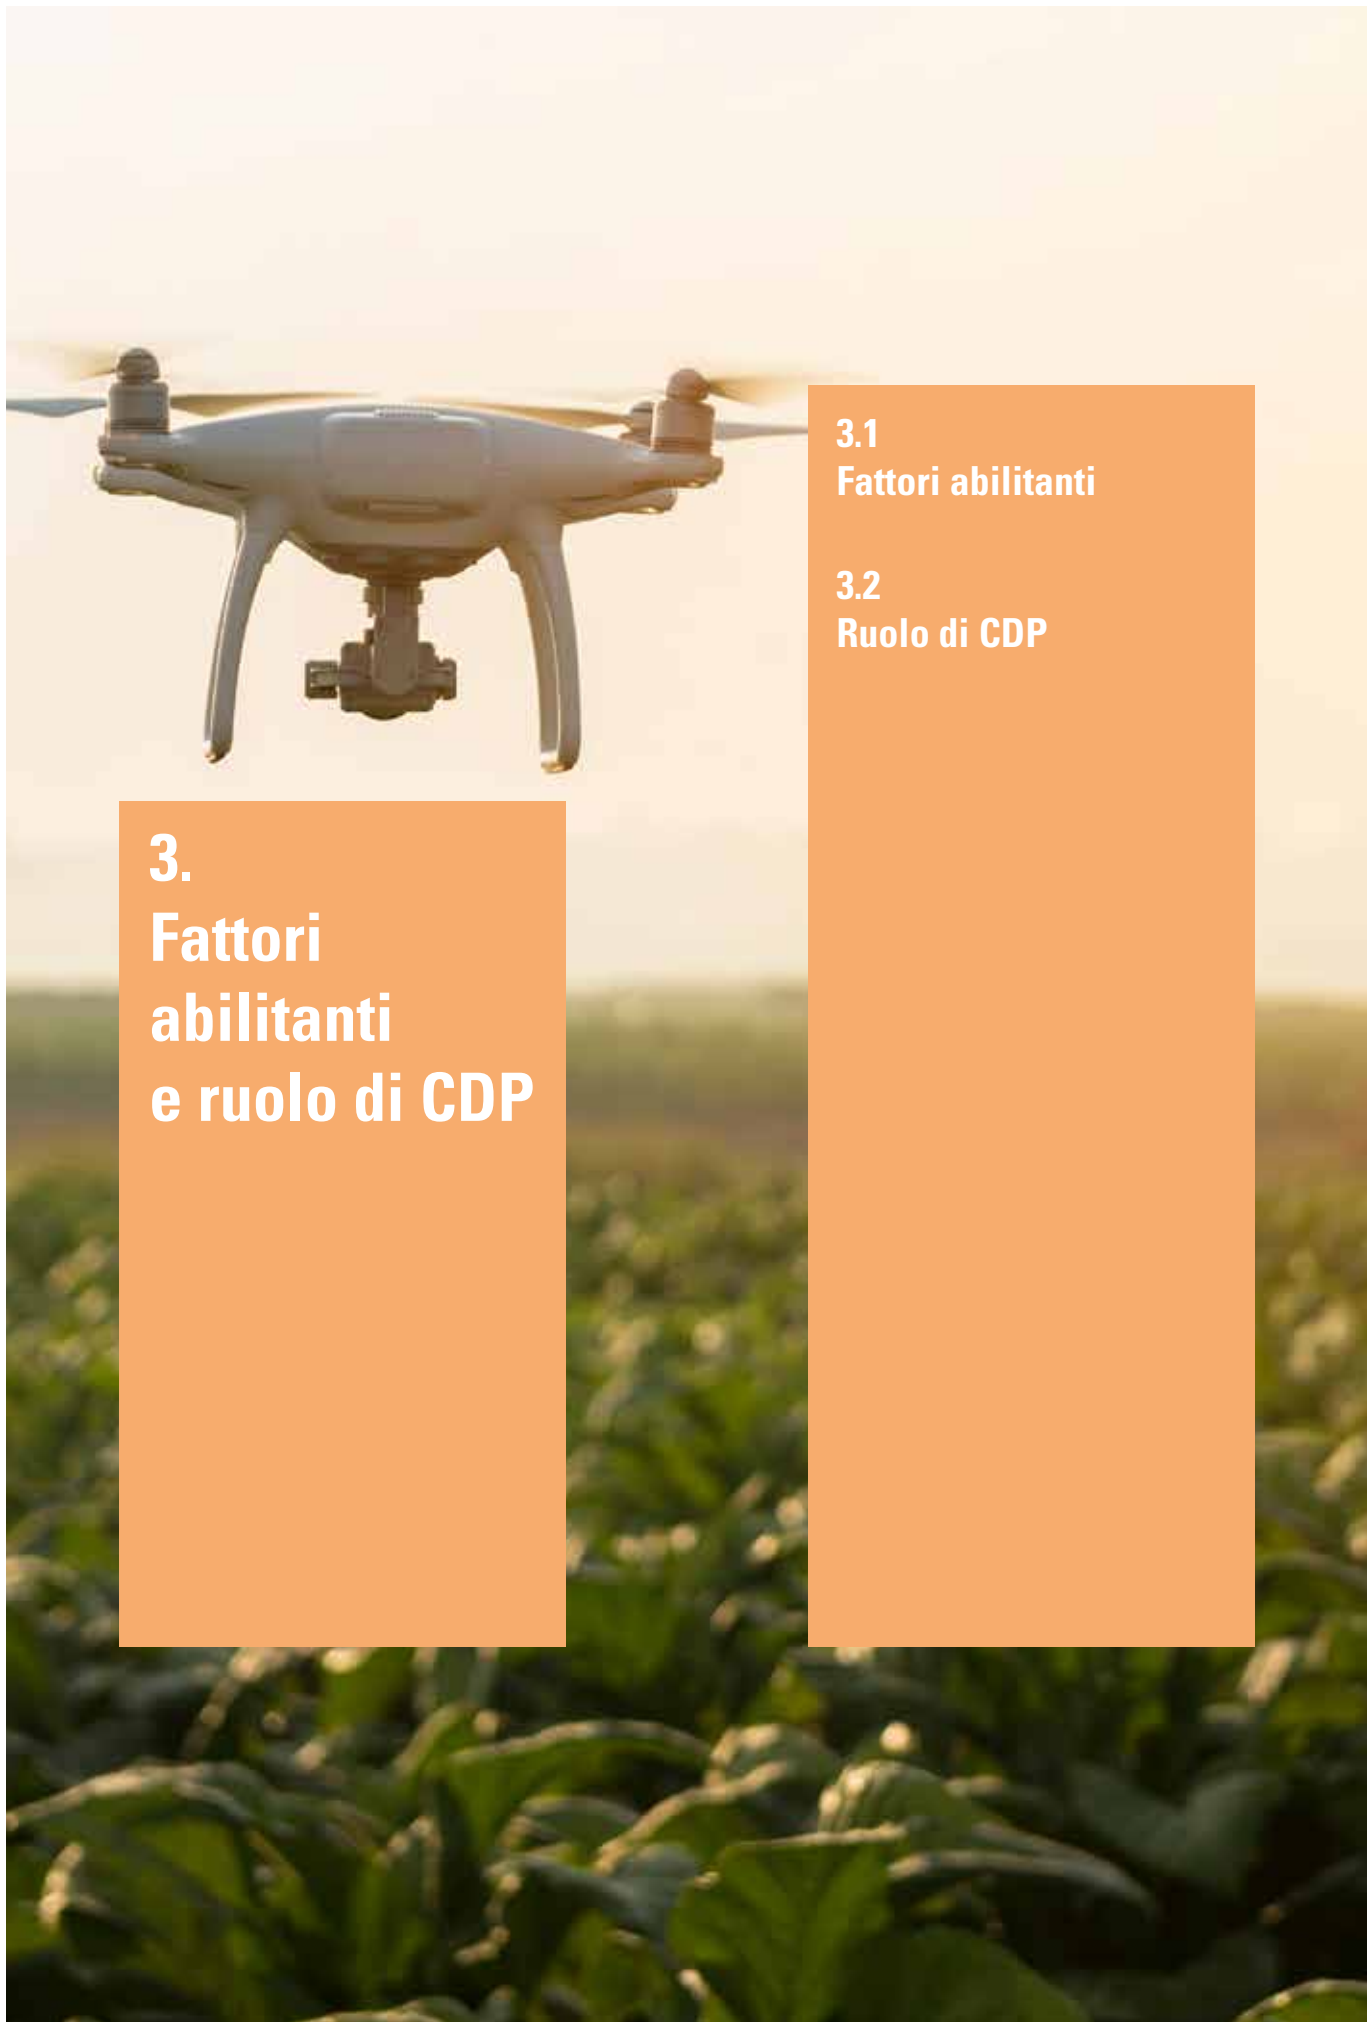 3.
Fattori
abilitanti
e ruolo di CDP
3.1
Fattori abilitanti
3.2
Ruolo di CDP